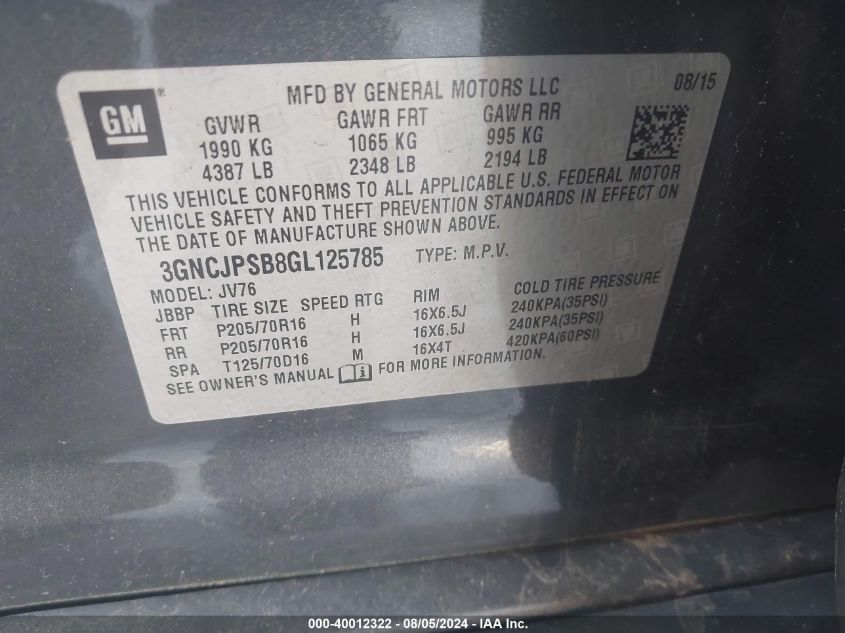 MFD BY GENERAL MOTORS LLC 08/15
GM®
GVWR GAWR FRT GAWR RR
1990 KG 1065 KG 995 KG
4387 LB 2348 LB 2194 LB
THIS VEHICLE CONFORMS TO ALL APPLICABLE U.S. FEDERAL MOTOR
VEHICLE SAFETY AND THEFT PREVENTION STANDARDS IN EFFECT ON
THE DATE OF MANUFACTURE SHOWN ABOVE.
3GNCJPSB8GL125785 TYPE: M.P.V.
MODEL: JV76
JBBP TIRE SIZE SPEED RTG RIM COLD TIRE PRESSURE
FRT P205/70R16 H 16X6.5J 240KPA(35PSI)
RR P205/70R16 H 16X6.5J 240KPA(35PSI)
SPA T125/70D16 M 16X4T 420KPA(60PSI)
SEE OWNER'S MANUAL FOR MORE INFORMATION.
000-40012322 - 08/05/2024 - IAA Inc.